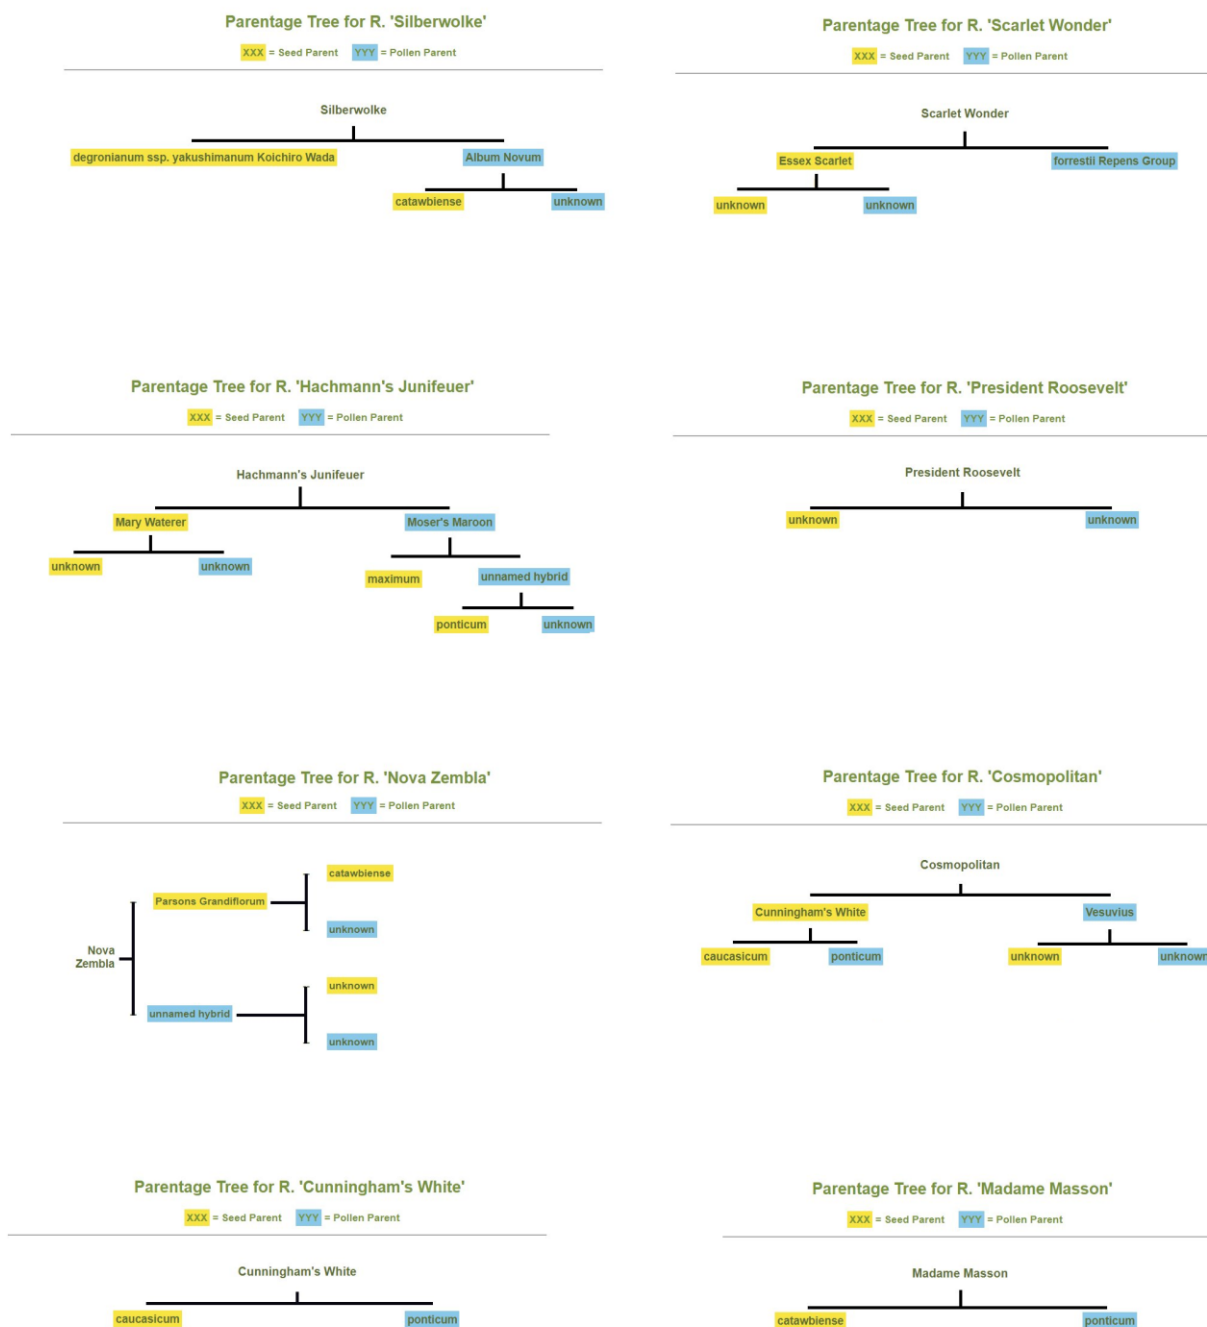 Parentage Tree for R. 'Silberwolke'
XXX = Seed Parent YYY = Pollen Parent
Silberwolke
degronianum ssp. yakushimanum Koichiro Wada Album Novum
catawbiense unknown
Parentage Tree for R. 'Scarlet Wonder'
XXX = Seed Parent YYY = Pollen Parent
Scarlet Wonder
Essex Scarlet forrestii Repens Group
unknown unknown
Parentage Tree for R. 'Hachmann's Junifeuer'
XXX = Seed Parent YYY = Pollen Parent
Hachmann's Junifeuer
Mary Waterer Moser's Maroon
unknown unknown
maximum unnamed hybrid
ponticum unknown
Parentage Tree for R. 'President Roosevelt'
XXX = Seed Parent YYY = Pollen Parent
President Roosevelt
unknown unknown
Parentage Tree for R. 'Nova Zembla'
XXX = Seed Parent YYY = Pollen Parent
catawbiense
Parsons Grandiflorum
unknown
Nova
Zembla
unknown
unnamed hybrid
unknown
Parentage Tree for R. 'Cosmopolitan'
XXX = Seed Parent YYY = Pollen Parent
Cosmopolitan
Cunningham's White Vesuvius
caucasicum ponticum unknown unknown
Parentage Tree for R. 'Cunningham's White'
XXX = Seed Parent YYY = Pollen Parent
Cunningham's White
caucasicum ponticum
Parentage Tree for R. 'Madame Masson'
XXX = Seed Parent YYY = Pollen Parent
Madame Masson
catawbiense ponticum